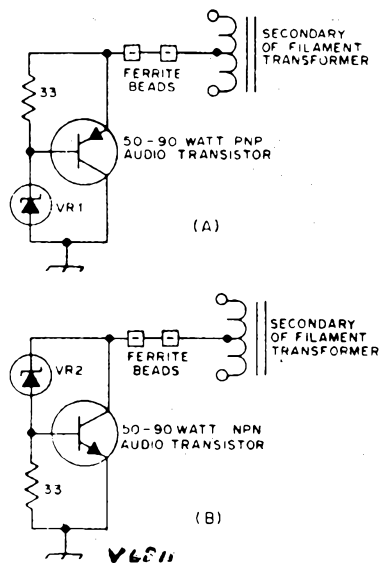 SECONDARY
OF FILAMENT
TRANSFORMER
FERRITE
BEADS
33
50-90 WATT PNP
AUDIO TRANSISTOR
VR1
(A)
SECONDARY
OF FILAMENT
TRANSFORMER
FERRITE
BEADS
VR2
50-90 WATT NPN
AUDIO TRANSISTOR
33
(B)